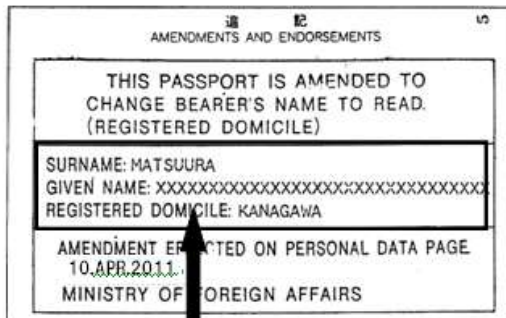 追 記
5
AMENDMENTS AND ENDORSEMENTS
THIS PASSPORT IS AMENDED TO
CHANGE BEARER'S NAME TO READ.
(REGISTERED DOMICILE)
SURNAME: MATSUURA
GIVEN NAME: XXXXXXXXXXXXXXXXXXXXXXXXXXXXXXXX
REGISTERED DOMICILE: KANAGAWA
AMENDMENT EFFECTED ON PERSONAL DATA PAGE
10.APR.2011
MINISTRY OF FOREIGN AFFAIRS